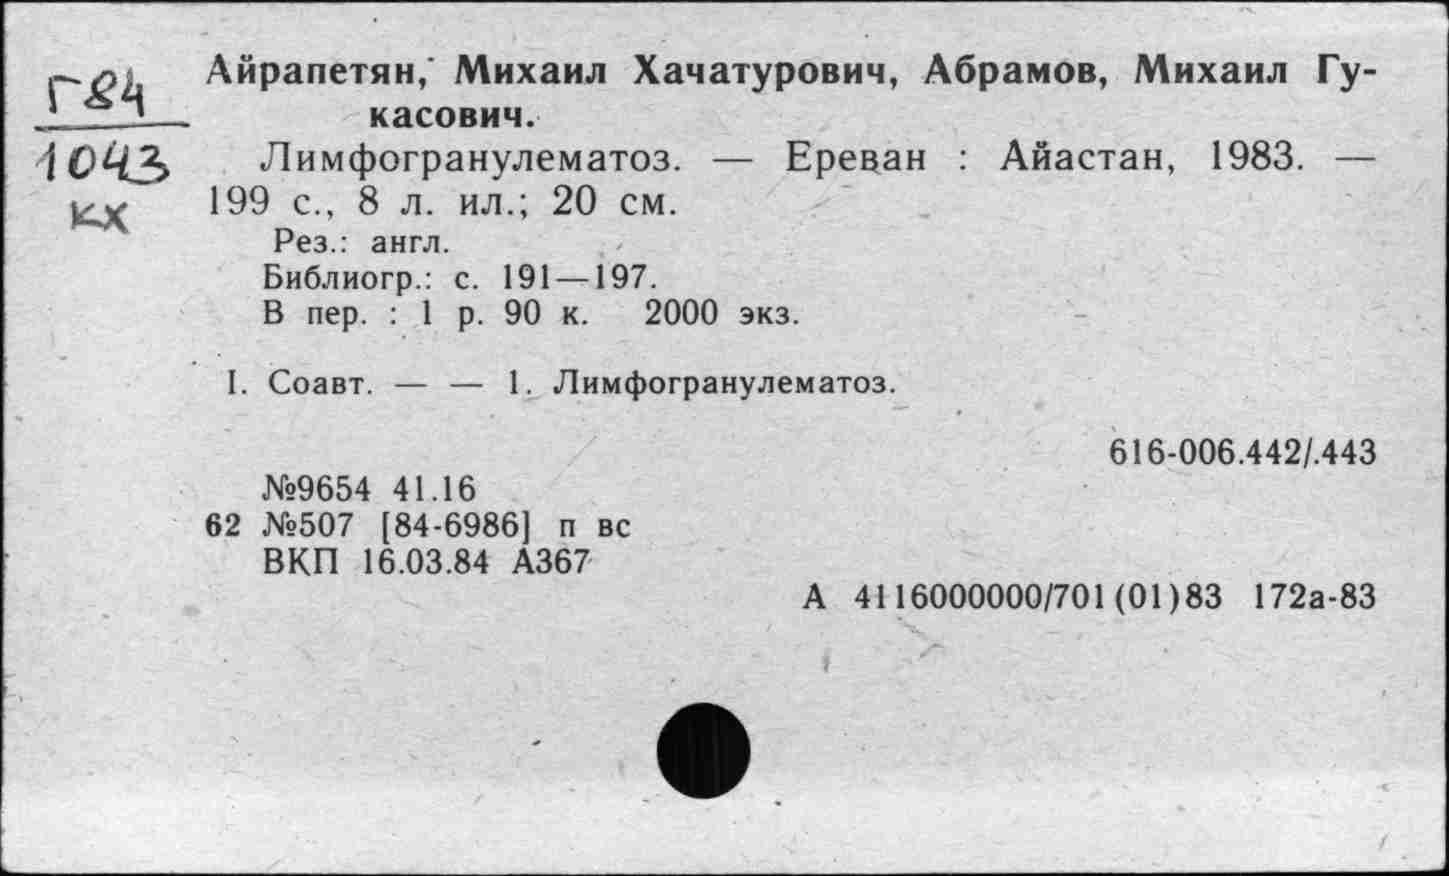 Г84
1043
кх
Айрапетян, Михаил Хачатурович, Абрамов, Михаил Гу-
касович.
Лимфогранулематоз. — Ереван : Айастан, 1983. —
199 с., 8 л. ил.; 20 см.
Рез.: англ.
Библиогр.: с. 191—197.
В пер. : 1 р. 90 к. 2000 экз.
I. Соавт. — — 1. Лимфогранулематоз.
616-006.442/.443
№9654 41.16
62 №507 [84-6986] п вс
ВКП 16.03.84 А367
А 4116000000/701(01)83 172а-83